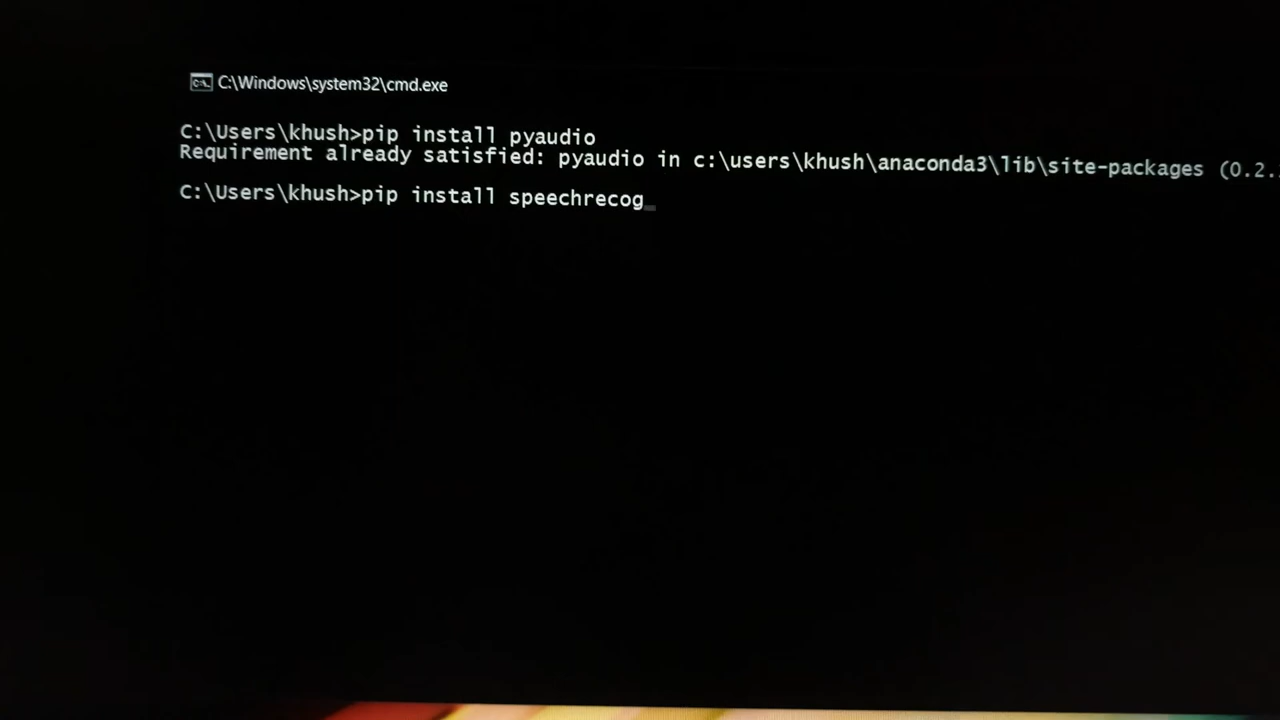 C:\Windows\system32\cmd.exe
C:\Users\khush>pip install pyaudio
Requirement already satisfied: pyaudio in c:\users\khush\anaconda3\lib\site-packages (0.2.
C:\Users\khush>pip install speechrecog_